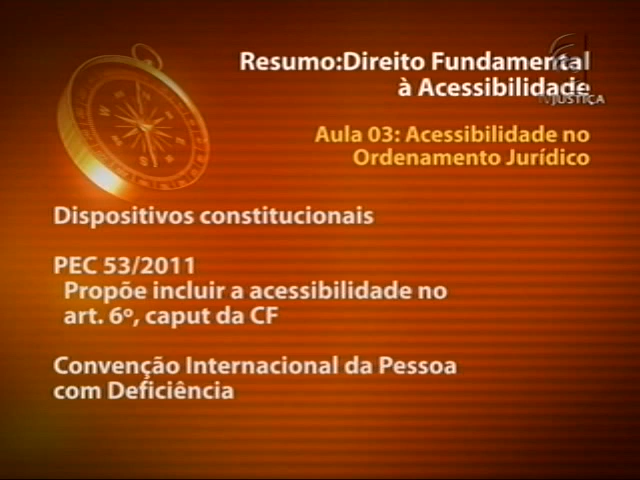 Resumo:Direito Fundamental
à Acessibilidade
TV JUSTIÇA
Aula 03: Acessibilidade no
Ordenamento Jurídico
Dispositivos constitucionais
PEC 53/2011
Propõe incluir a acessibilidade no
art. 6º, caput da CF
Convenção Internacional da Pessoa
com Deficiência